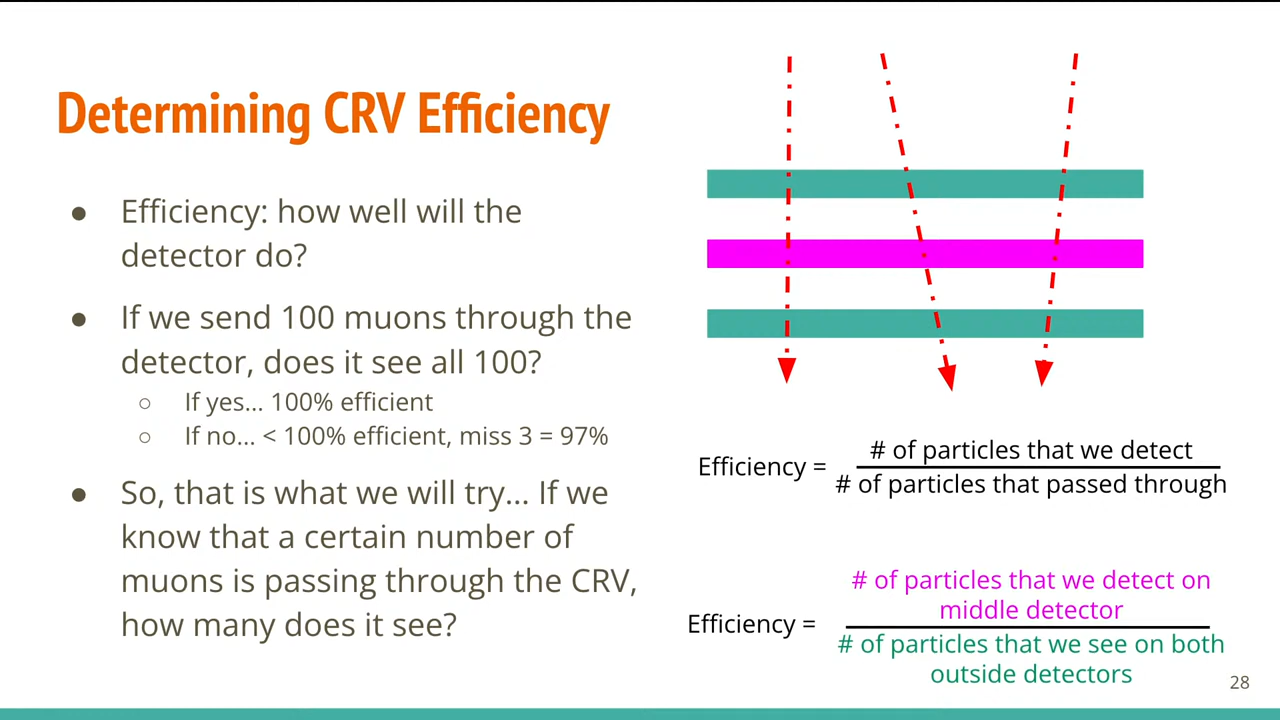 Determining CRV Efficiency
● Efficiency: how well will the
detector do?
● If we send 100 muons through the
detector, does it see all 100?
○ If yes... 100% efficient
○ If no... < 100% efficient, miss 3 = 97%
● So, that is what we will try... If we
know that a certain number of
muons is passing through the CRV,
how many does it see?
Efficiency =
# of particles that we detect
# of particles that passed through
Efficiency =
# of particles that we detect on
middle detector
# of particles that we see on both
outside detectors
28